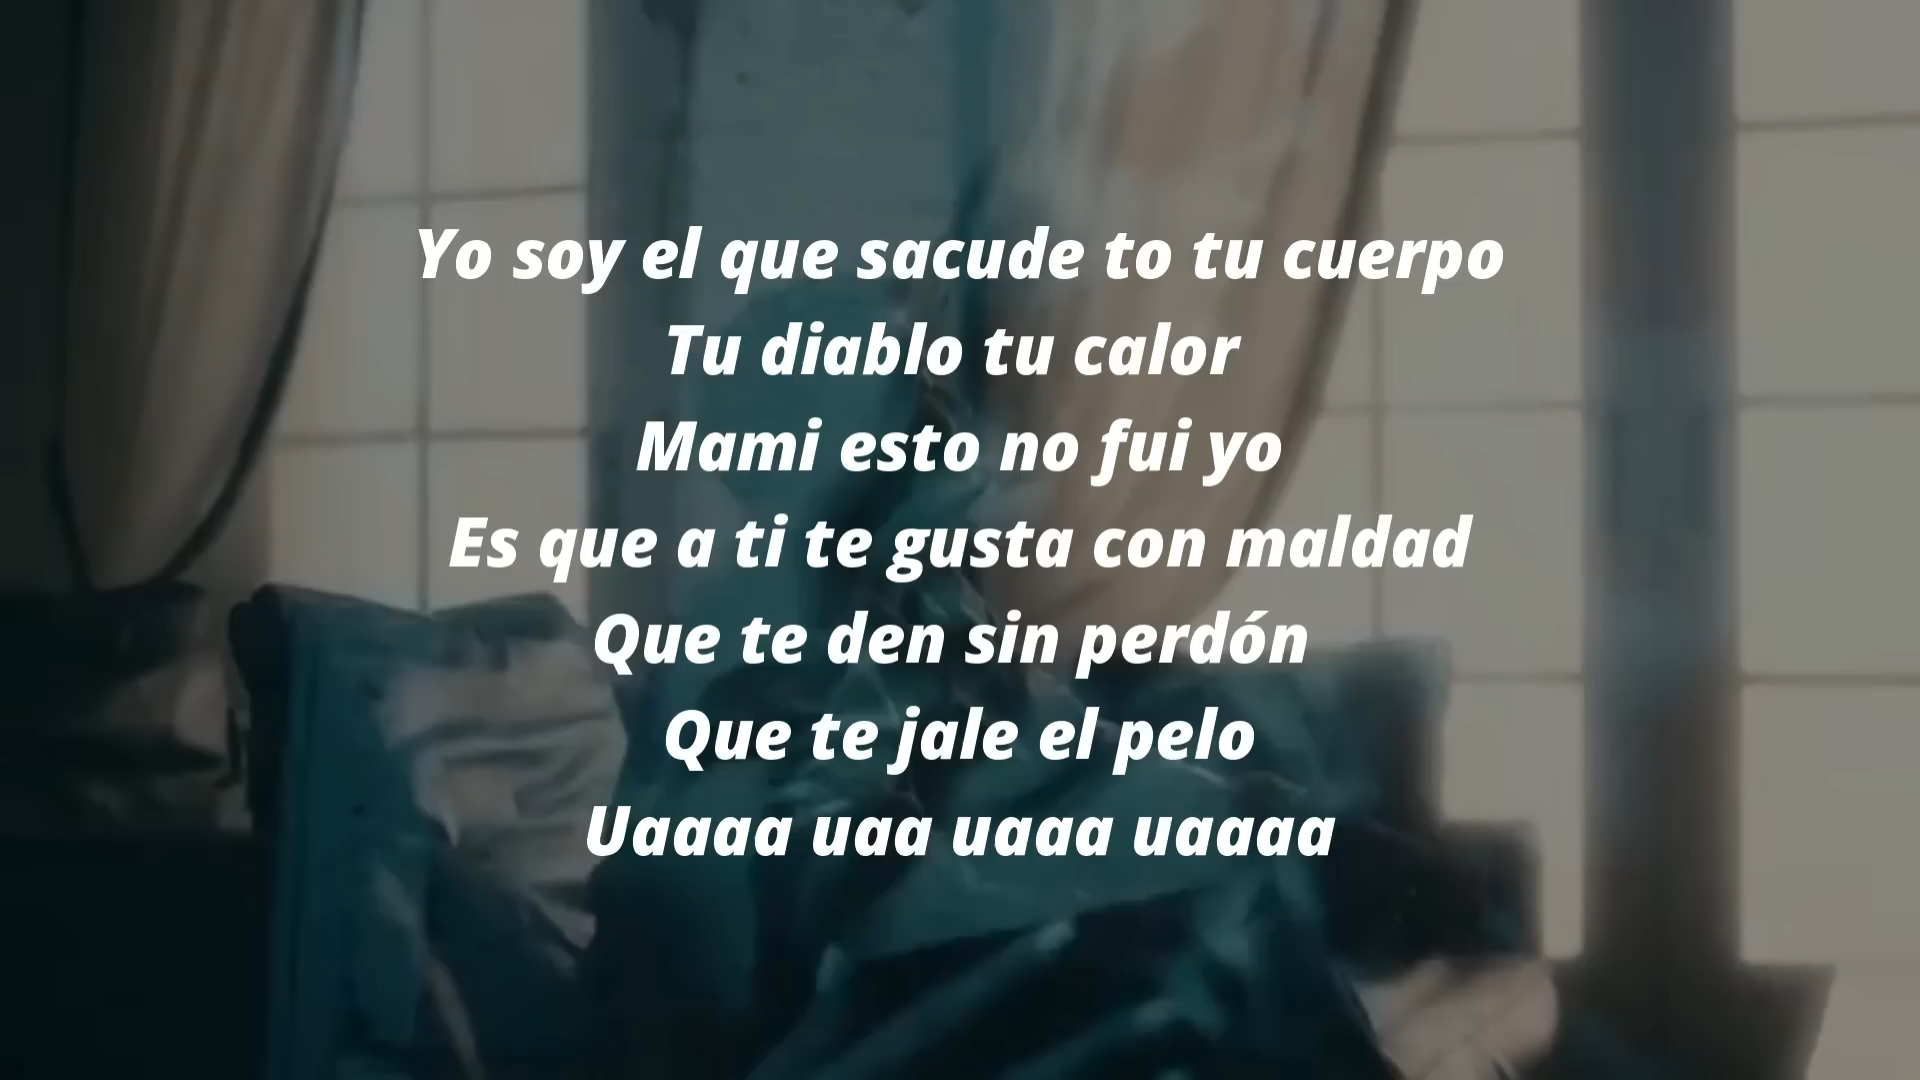 Yo soy el que sacude to tu cuerpo
Tu diablo tu calor
Mami esto no fui yo
Es que a ti te gusta con maldad
Que te den sin perdón
Que te jale el pelo
Uaaaa uaa uaaa uaaaa